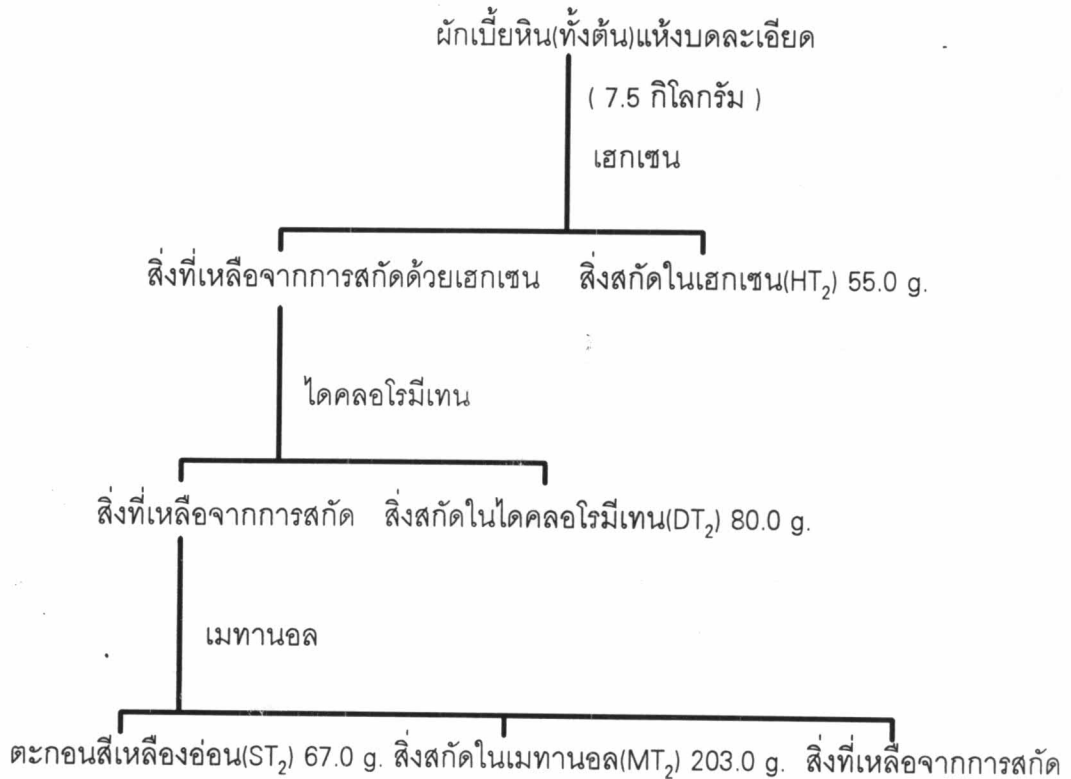 ผักเบี้ยหิน(ทั้งต้น)แห้งบดละเอียด
( 7.5 กิโลกรัม )
เฮกเซน
สิ่งที่เหลือจากการสกัดด้วยเฮกเซน สิ่งสกัดในเฮกเซน(HT₂) 55.0 g.
ไดคลอโรมีเทน
สิ่งที่เหลือจากการสกัด สิ่งสกัดในไดคลอโรมีเทน(DT₂) 80.0 g.
เมทานอล
ตะกอนสีเหลืองอ่อน(ST₂) 67.0 g. สิ่งสกัดในเมทานอล(MT₂) 203.0 g. สิ่งที่เหลือจากการสกัด